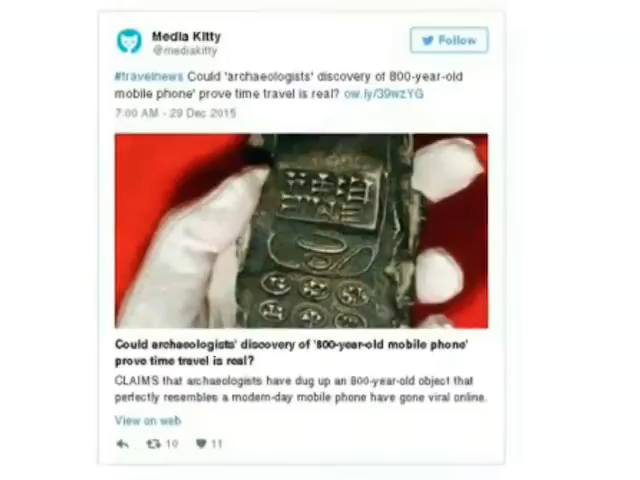 Media Kitty
@mediakitty
Follow
#travelnews Could 'archaeologists' discovery of 800-year-old
mobile phone' prove time travel is real? ow.ly/39wzYG
7:00 AM - 29 Dec 2015
Could archaeologists' discovery of '800-year-old mobile phone'
prove time travel is real?
CLAIMS that archaeologists have dug up an 800-year-old object that
perfectly resembles a modern-day mobile phone have gone viral online.
View on web
10
11